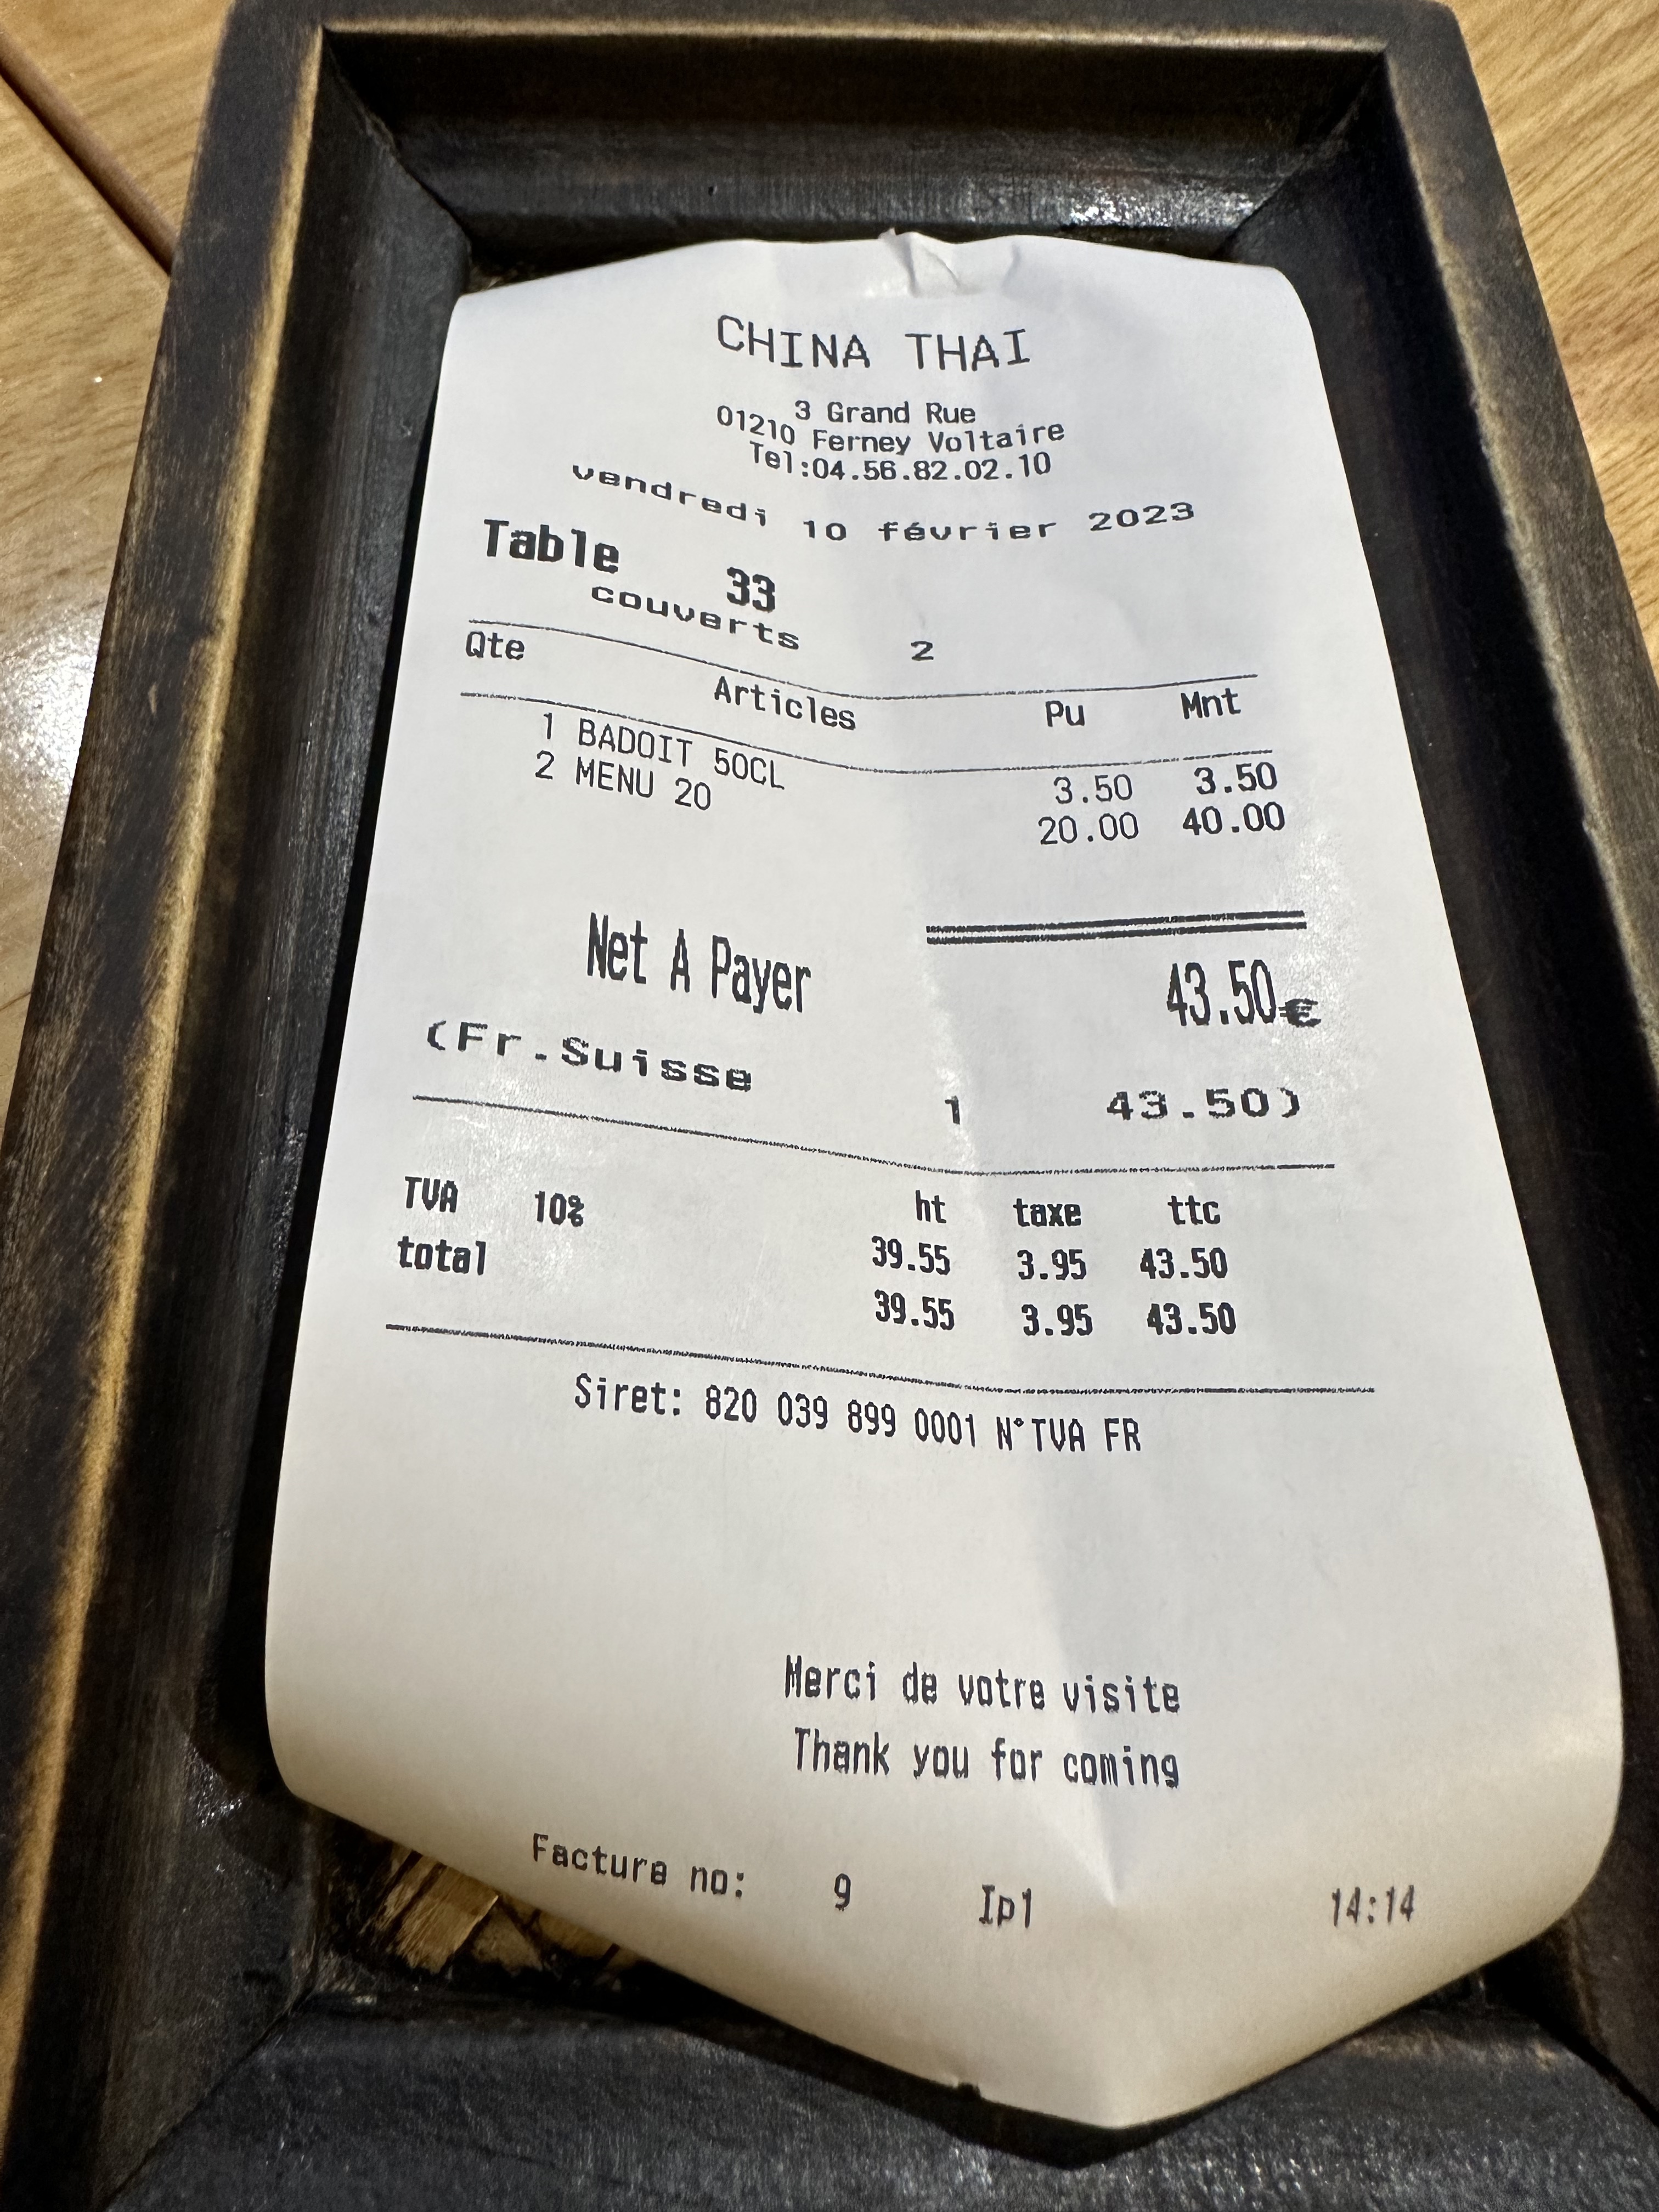 CHINA THAI
3 Grand Rue
01210 Ferney Voltaire
Tel:04.56.82.02.10
vendredi 10 février 2023
Table 33
couverts 2
Qte Articles Pu Mnt
1 BADOIT 50CL 3.50 3.50
2 MENU 20 20.00 40.00
Net A Payer 43.50€
(Fr.Suisse 1 43.50)
ht taxe ttc
TVA 10% 39.55 3.95 43.50
total 39.55 3.95 43.50
Siret: 820 039 899 0001 N°TVA FR
Merci de votre visite
Thank you for coming
Facture no: 9 Ip1 14:14